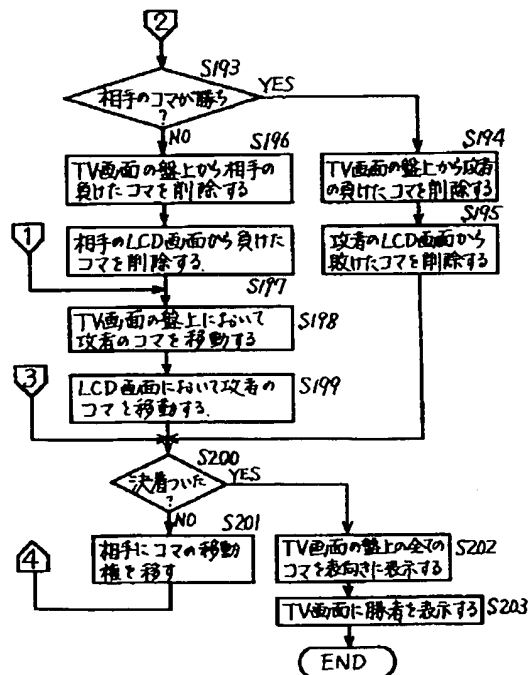 2
S193
相手のコマが勝ち
?
YES
NO
S196
TV画面の盤上から相手の
負けたコマを削除する
S194
TV画面の盤上から攻者
の負けたコマを削除する
S195
相手のLCD画面から負けた
コマを削除する.
攻者のLCD画面から
敗けたコマを削除する
1
S197
TV画面の盤上において
攻者のコマを移動する
S198
3
LCD画面において攻者の
コマを移動する.
S199
S200
決着ついた
?
YES
NO
S201
相手にコマの移動
権を移す
4
TV画面の盤上の全ての
コマを表向きに表示する
S202
TV画面に勝者を表示する
S203
END